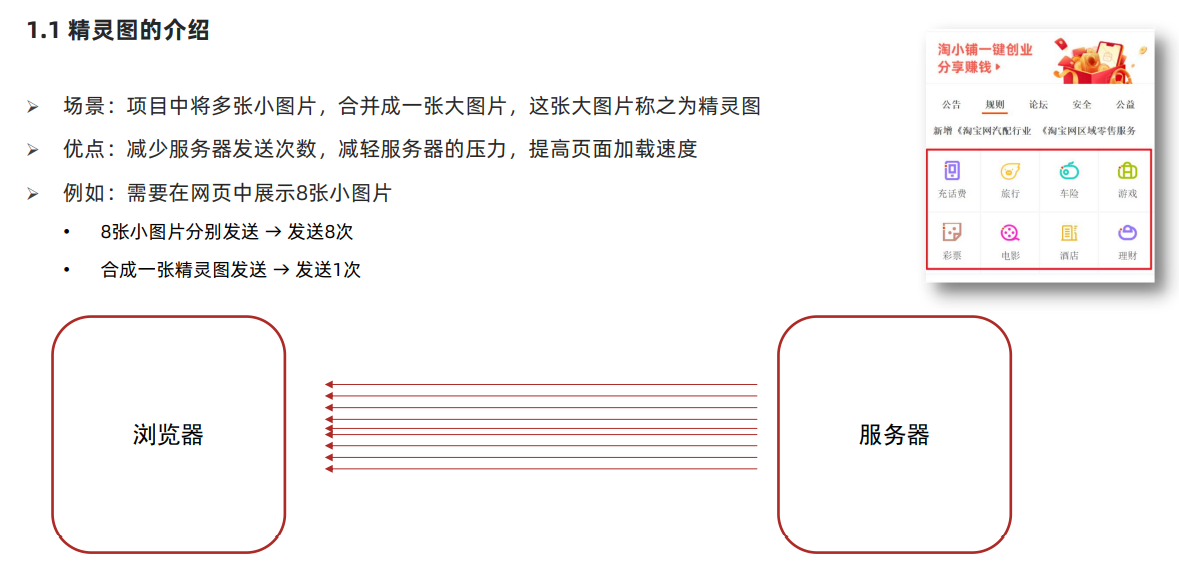 1.1 精灵图的介绍
场景：项目中将多张小图片，合并成一张大图片，这张大图片称之为精灵图
优点：减少服务器发送次数，减轻服务器的压力，提高页面加载速度
例如：需要在网页中展示8张小图片
8张小图片分别发送 → 发送8次
合成一张精灵图发送 → 发送1次
淘小铺一键创业
分享赚钱
公告 规则 论坛 安全 公益
新增《淘宝网汽配行业 《淘宝网区域零售服务
充话费 旅行 车险 游戏
彩票 电影 酒店 理财
浏览器 服务器